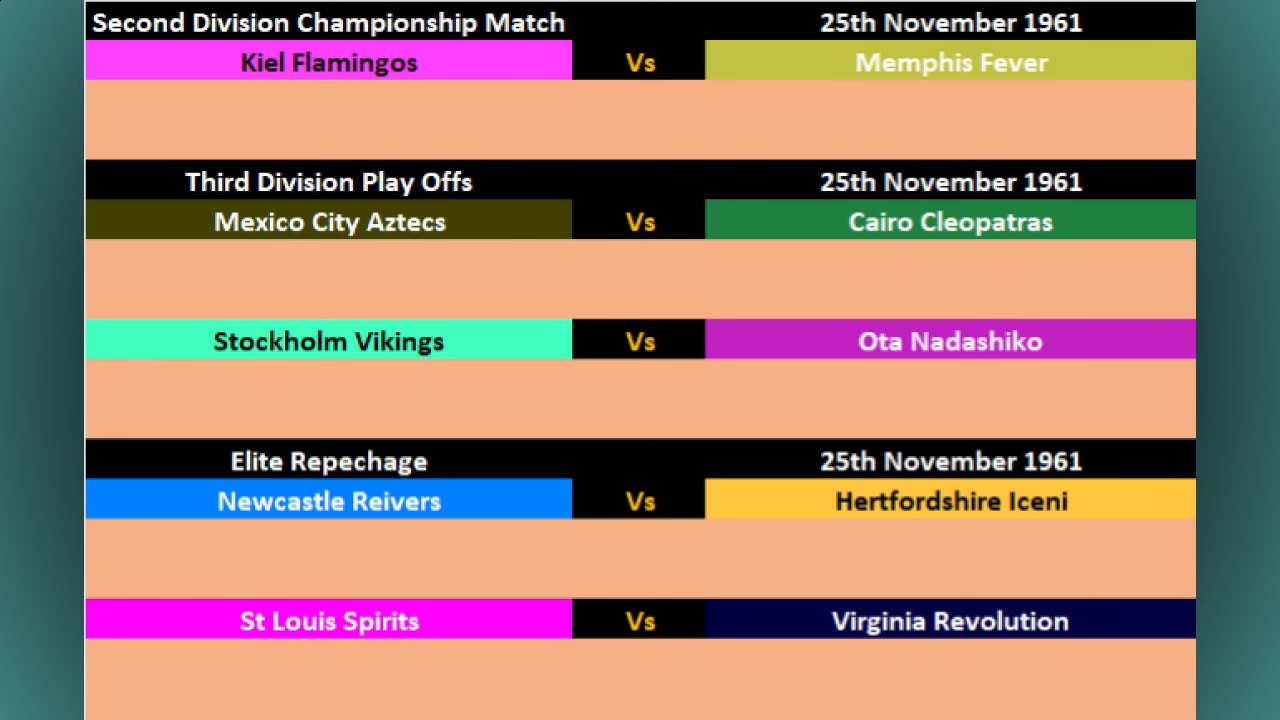 Second Division Championship Match 25th November 1961
Kiel Flamingos Vs Memphis Fever
Third Division Play Offs 25th November 1961
Mexico City Aztecs Vs Cairo Cleopatras
Stockholm Vikings Vs Ota Nadashiko
Elite Repechage 25th November 1961
Newcastle Reivers Vs Hertfordshire Iceni
St Louis Spirits Vs Virginia Revolution